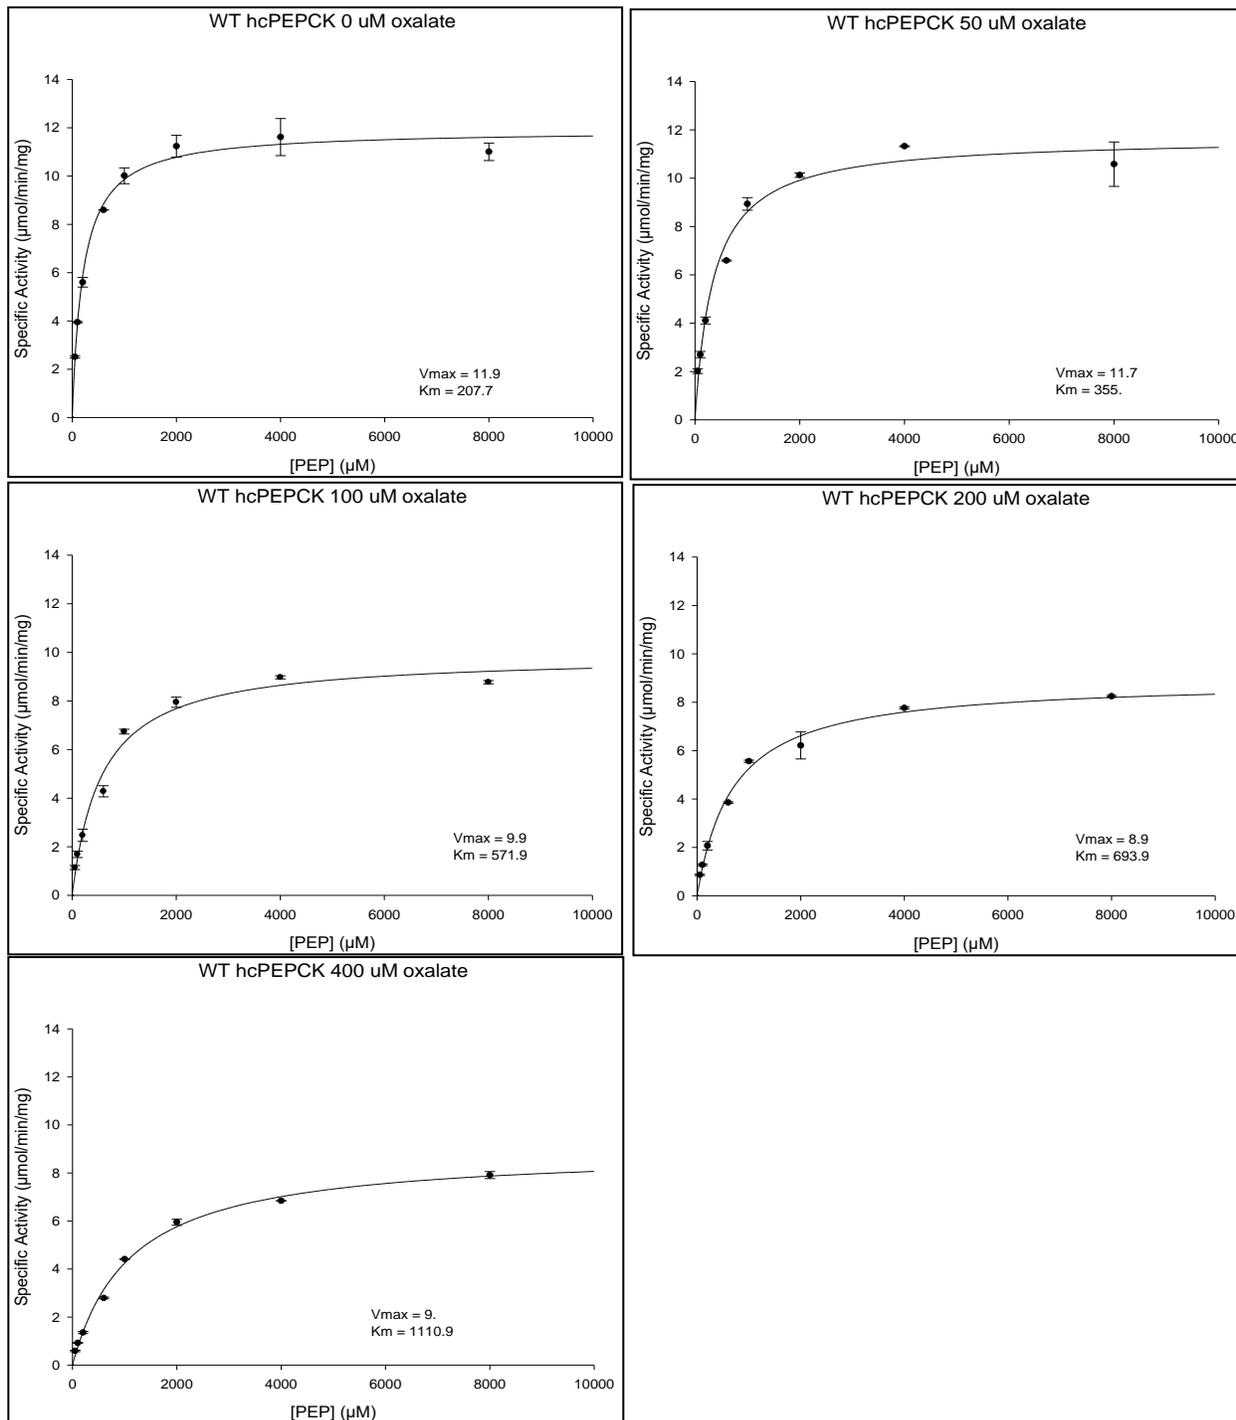 WT hcPEPCK 0 uM oxalate
14
12
10
8
6
4
2
0
Specific Activity (μmol/min/mg)
Vmax = 11.9
Km = 207.7
0 2000 4000 6000 8000 10000
[PEP] (μM)
WT hcPEPCK 50 uM oxalate
14
12
10
8
6
4
2
0
Specific Activity (μmol/min/mg)
Vmax = 11.7
Km = 355.
0 2000 4000 6000 8000 10000
[PEP] (μM)
WT hcPEPCK 100 uM oxalate
14
12
10
8
6
4
2
0
Specific Activity (μmol/min/mg)
Vmax = 9.9
Km = 571.9
0 2000 4000 6000 8000 10000
[PEP] (μM)
WT hcPEPCK 200 uM oxalate
14
12
10
8
6
4
2
0
Specific Activity (μmol/min/mg)
Vmax = 8.9
Km = 693.9
0 2000 4000 6000 8000 10000
[PEP] (μM)
WT hcPEPCK 400 uM oxalate
14
12
10
8
6
4
2
0
Specific Activity (μmol/min/mg)
Vmax = 9.
Km = 1110.9
0 2000 4000 6000 8000 10000
[PEP] (μM)